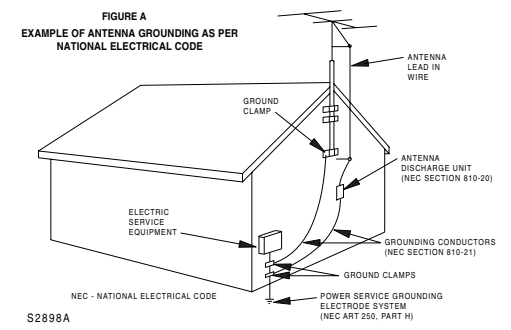 FIGURE A
EXAMPLE OF ANTENNA GROUNDING AS PER
NATIONAL ELECTRICAL CODE
ANTENNA
LEAD IN
WIRE
GROUND
CLAMP
ANTENNA
DISCHARGE UNIT
(NEC SECTION 810-20)
ELECTRIC
SERVICE
EQUIPMENT
GROUNDING CONDUCTORS
(NEC SECTION 810-21)
GROUND CLAMPS
NEC - NATIONAL ELECTRICAL CODE
POWER SERVICE GROUNDING
ELECTRODE SYSTEM
(NEC ART 250, PART H)
S2898A